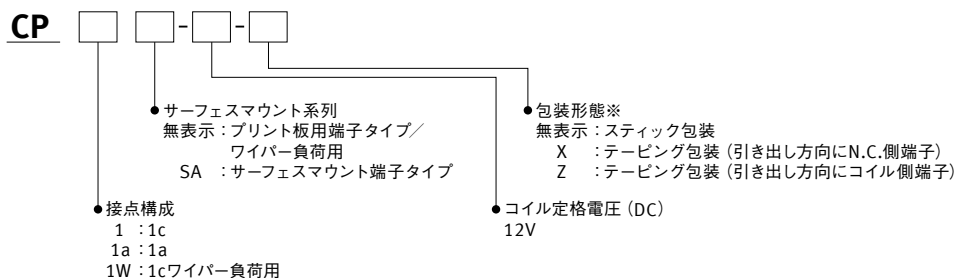 CP □ □-□-□
サーフェスマウント系列
無表示：プリント板用端子タイプ／
ワイパー負荷用
SA ：サーフェスマウント端子タイプ
包装形態※
無表示：スティック包装
X ：テーピング包装（引き出し方向にN.C.側端子）
Z ：テーピング包装（引き出し方向にコイル側端子）
接点構成
1 ：1c
1a：1a
1W：1cワイパー負荷用
コイル定格電圧（DC）
12V